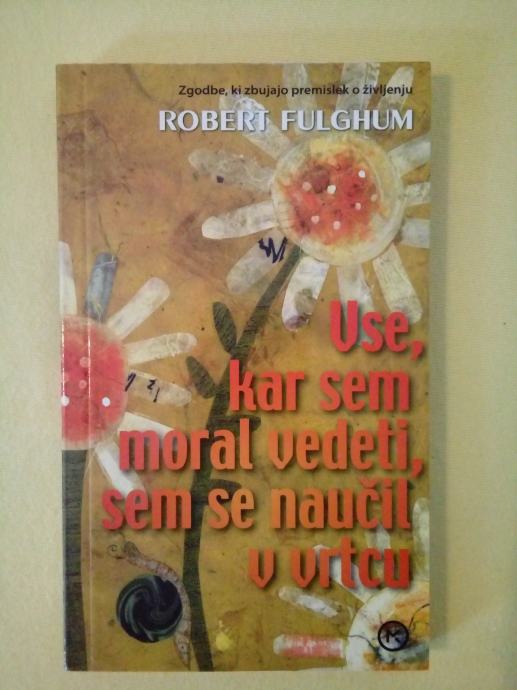 Zgodbe, ki zbujajo premislek o življenju
ROBERT FULGHUM
Vse,
kar sem
moral vedeti,
sem se naučil
v vrtcu